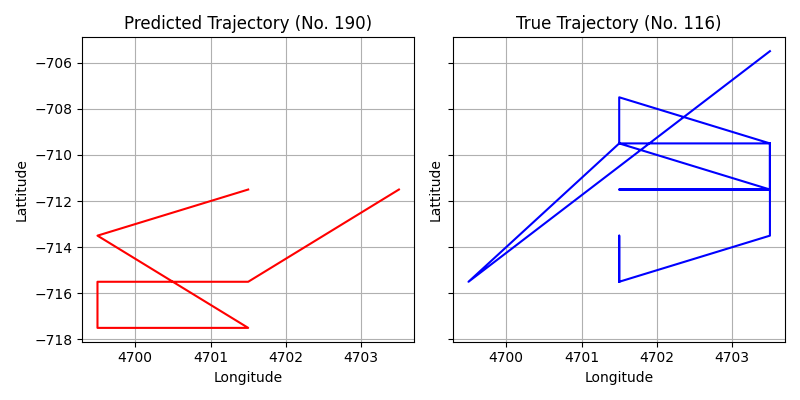 Predicted Trajectory (No. 190)
True Trajectory (No. 116)
−706
−708
−710
−712
−714
−716
−718
Lattitude
4700
4701
4702
4703
Longitude
Lattitude
4700
4701
4702
4703
Longitude